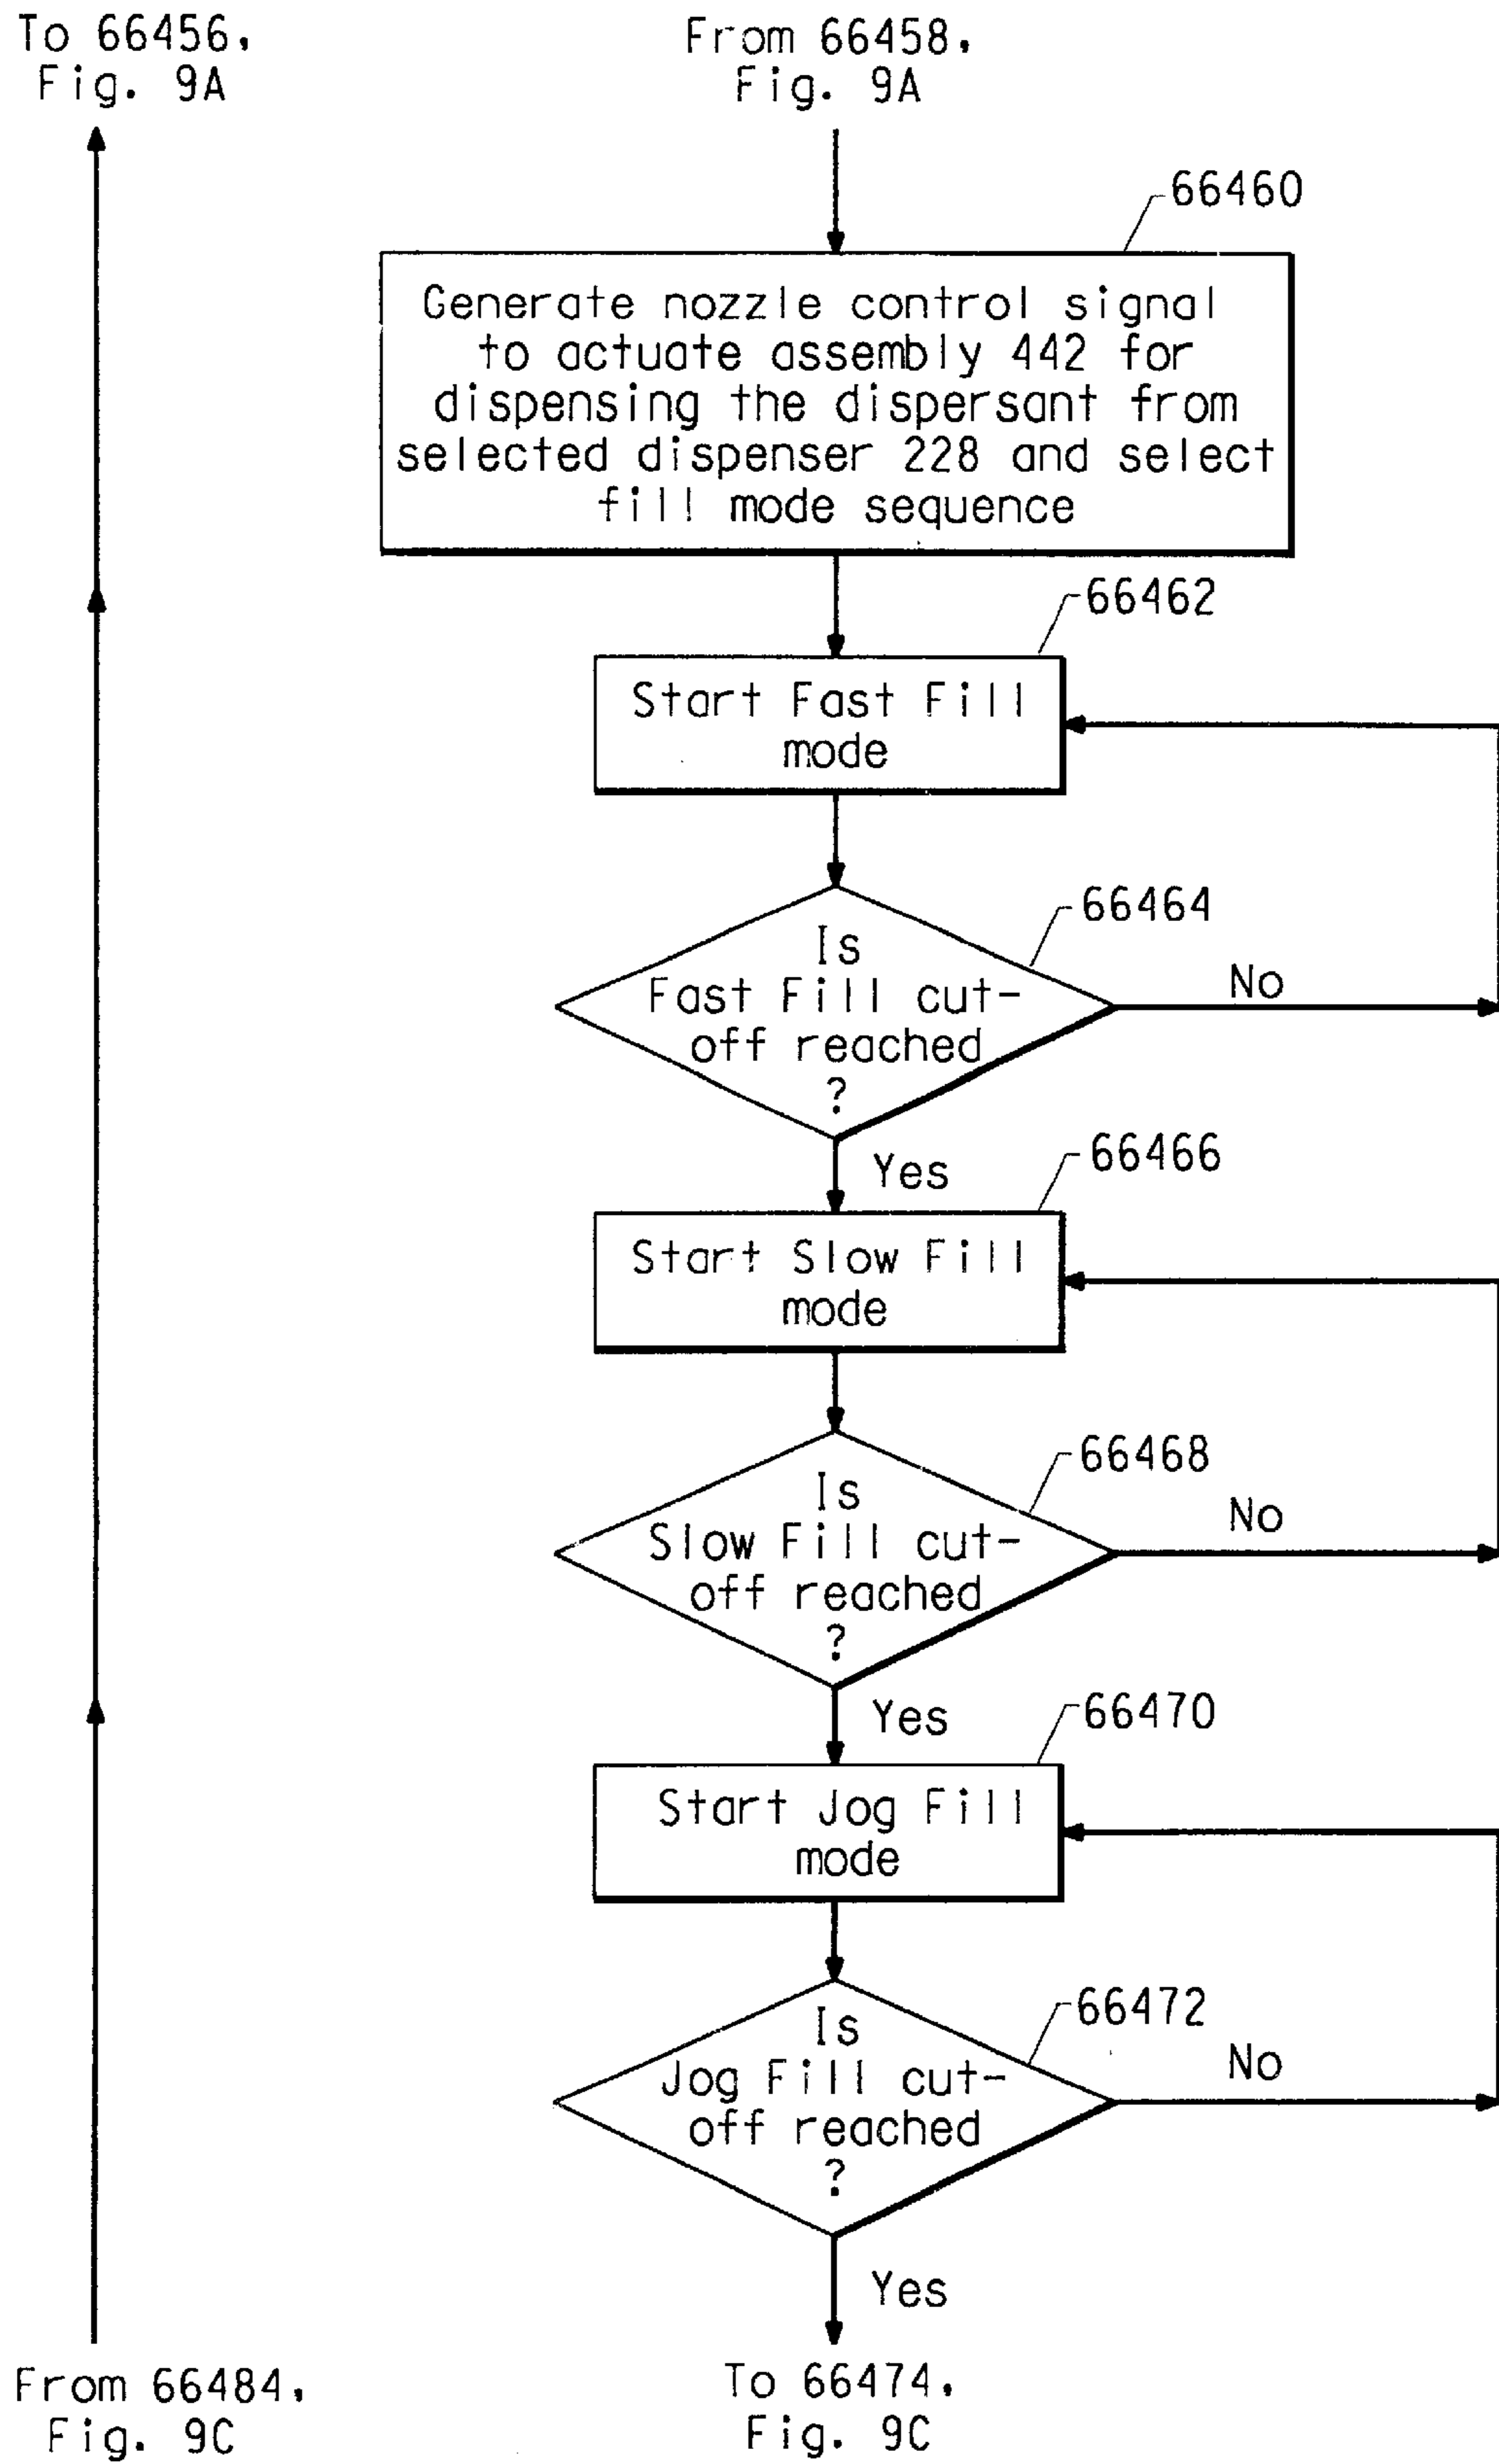 To 66456,
Fig. 9A
From 66458,
Fig. 9A
66460
Generate nozzle control signal
to actuate assembly 442 for
dispensing the dispersant from
selected dispenser 228 and select
fill mode sequence
66462
Start Fast Fill
mode
66464
Is
Fast Fill cut-
off reached
?
No
Yes
66466
Start Slow Fill
mode
66468
Is
Slow Fill cut-
off reached
?
No
Yes
66470
Start Jog Fill
mode
66472
Is
Jog Fill cut-
off reached
?
No
Yes
From 66484,
Fig. 9C
To 66474,
Fig. 9C